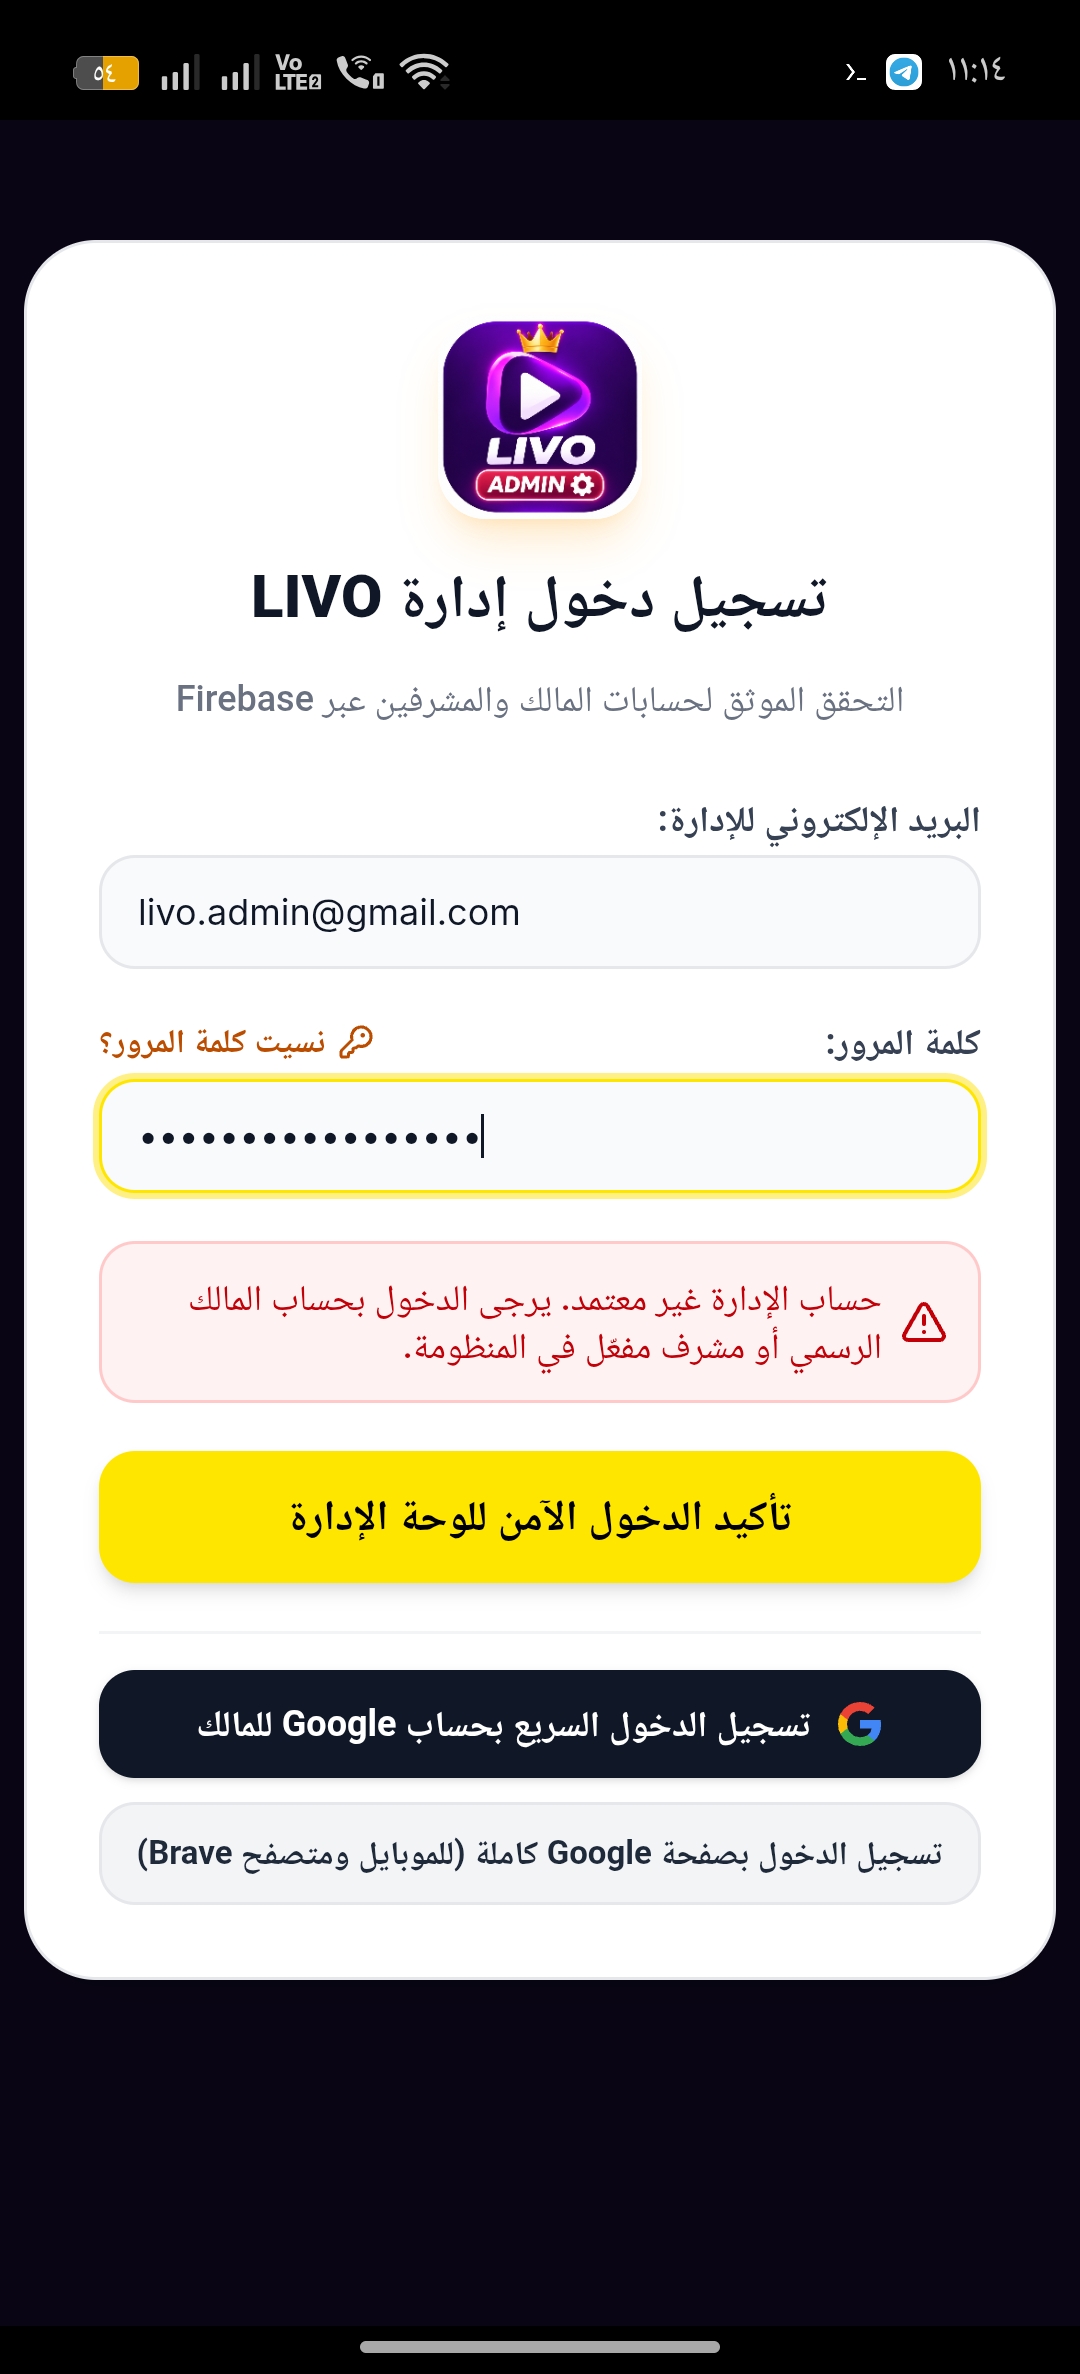 ٥٤
Vo
LTE2
١١:١٤
LIVO
ADMIN
تسجيل دخول إدارة LIVO
التحقق الموثق لحسابات المالك والمشرفين عبر Firebase
البريد الإلكتروني للإدارة:
livo.admin@gmail.com
كلمة المرور:
نسيت كلمة المرور؟
•••••••••••••••••
حساب الإدارة غير معتمد. يرجى الدخول بحساب المالك
الرسمي أو مشرف مفعّل في المنظومة.
تأكيد الدخول الآمن للوحة الإدارة
تسجيل الدخول السريع بحساب Google للمالك
تسجيل الدخول بصفحة Google كاملة (للموبايل ومتصفح Brave)